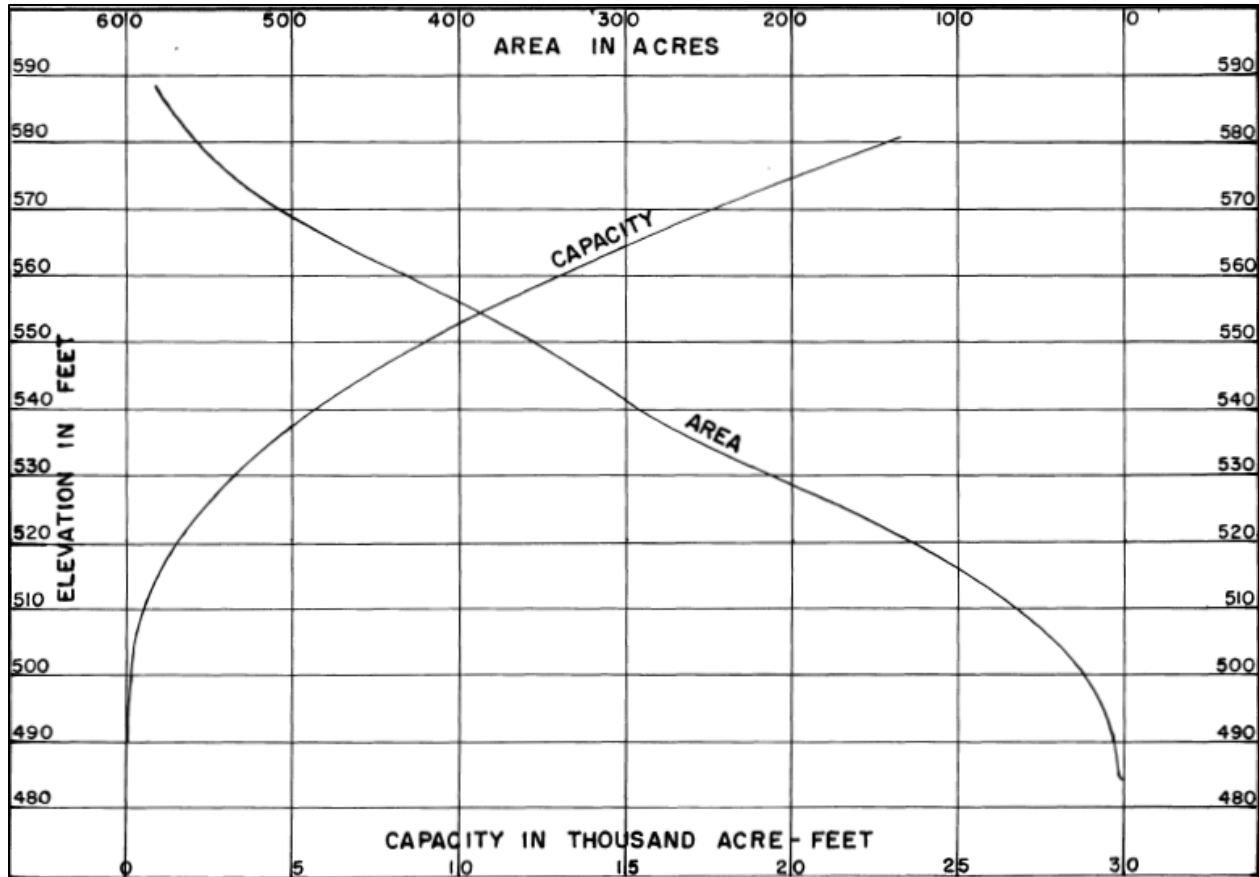 600 500 400 300 200 100 0
AREA IN ACRES
590 590
580 580
570 570
CAPACITY
560 560
550 550
540 540
AREA
530 530
520 520
510 510
500 500
490 490
480 480
ELEVATION IN FEET
CAPACITY IN THOUSAND ACRE-FEET
0 5 10 15 20 25 30